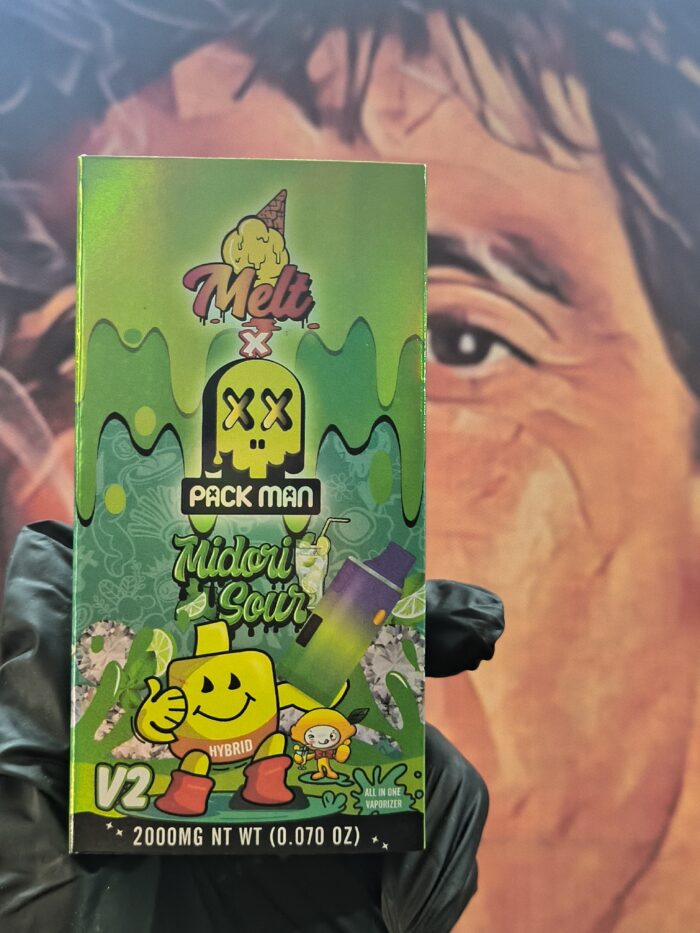 Melt
X
PACK MAN
Midori
Sour
HYBRID
V2
ALL IN ONE
VAPORIZER
2000MG NT WT (0.070 OZ)